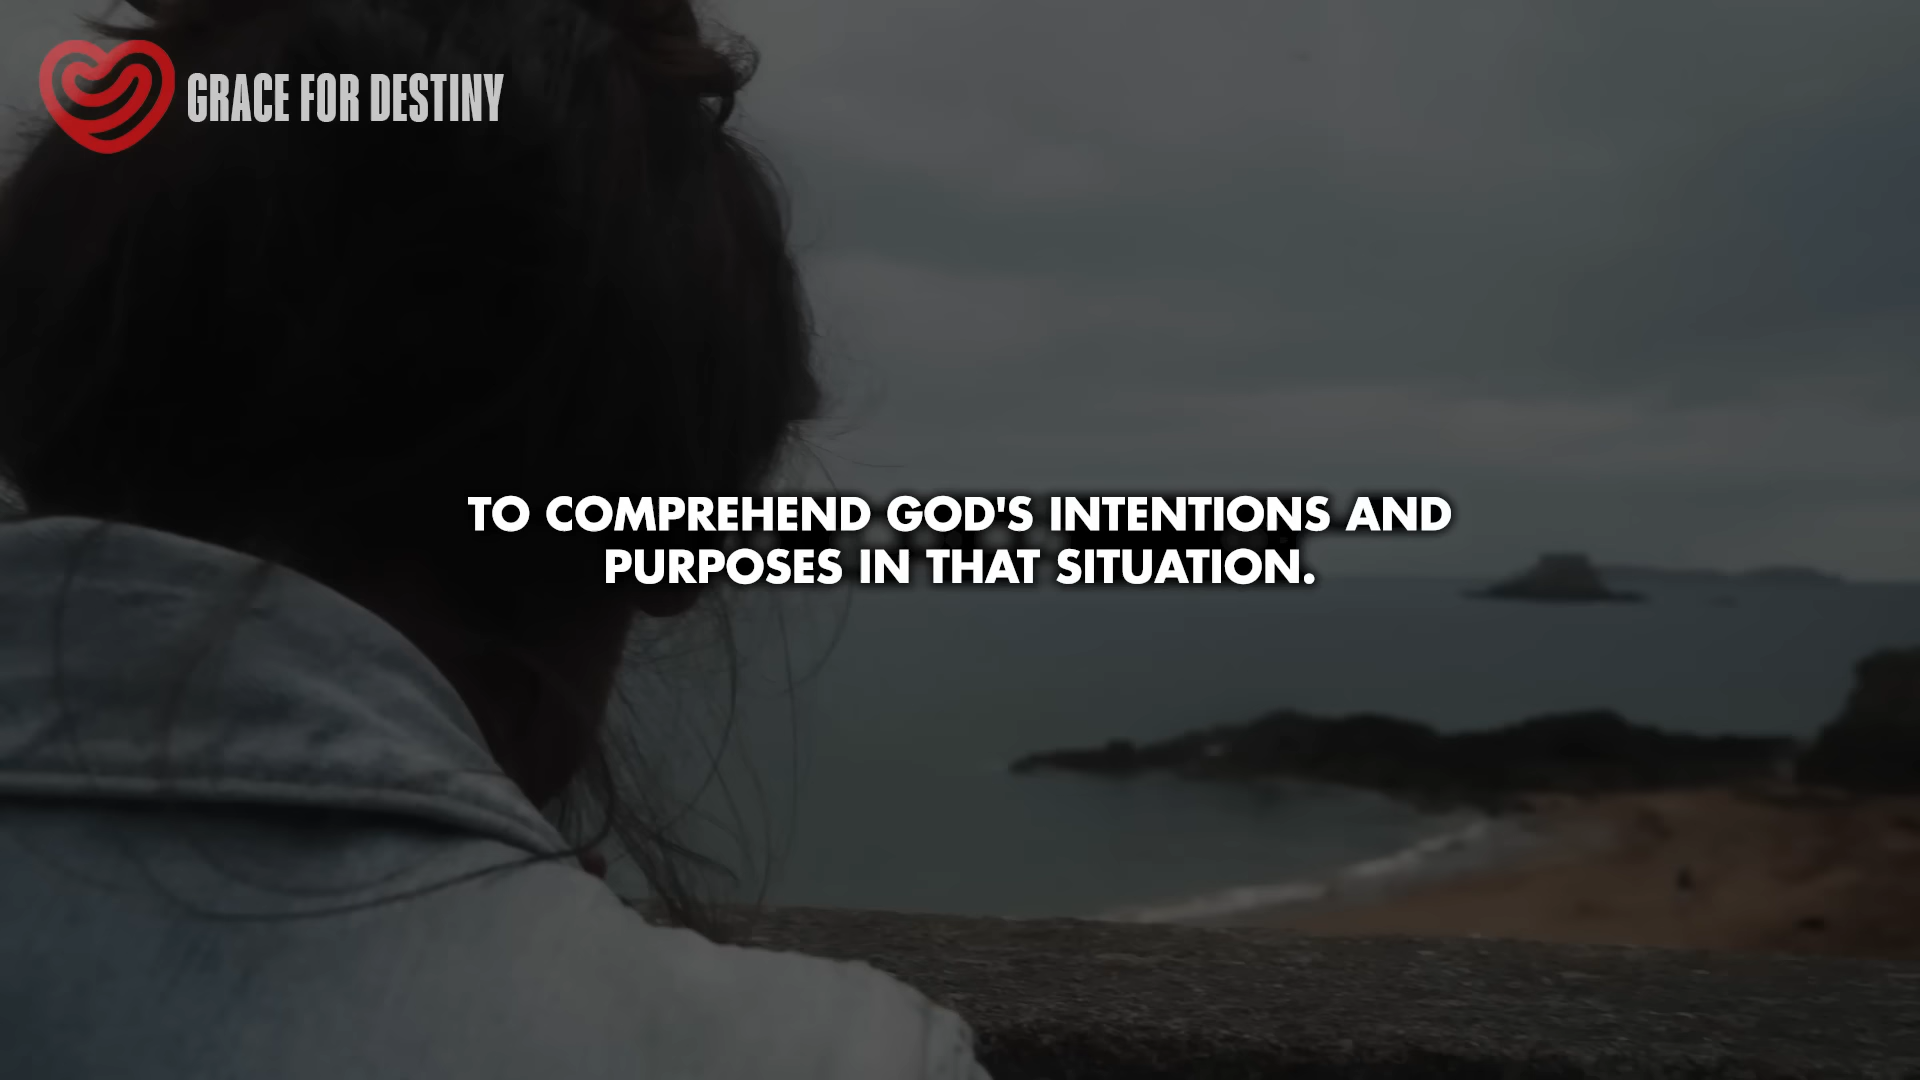 GRACE FOR DESTINY
TO COMPREHEND GOD'S INTENTIONS AND
PURPOSES IN THAT SITUATION.